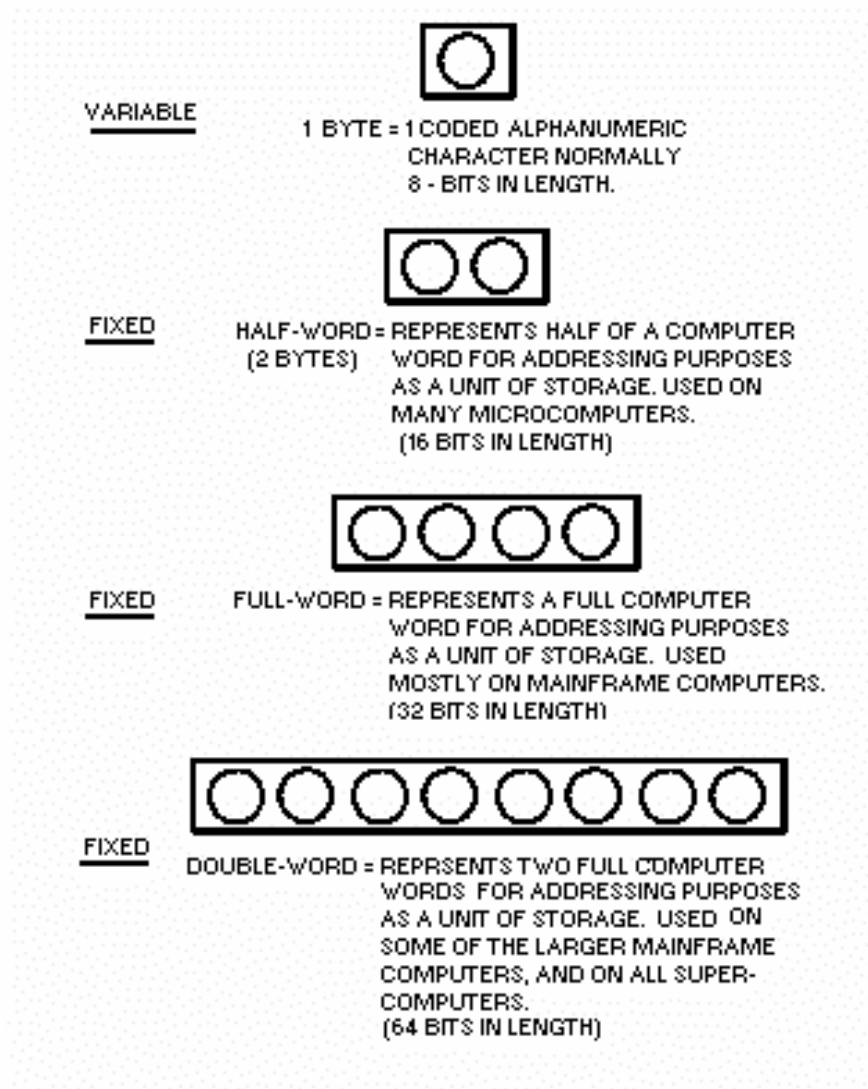 VARIABLE
1 BYTE = 1 CODED ALPHANUMERIC
CHARACTER NORMALLY
8 - BITS IN LENGTH.
FIXED
HALF-WORD = REPRESENTS HALF OF A COMPUTER
(2 BYTES) WORD FOR ADDRESSING PURPOSES
AS A UNIT OF STORAGE. USED ON
MANY MICROCOMPUTERS.
(16 BITS IN LENGTH)
FIXED FULL-WORD = REPRESENTS A FULL COMPUTER
WORD FOR ADDRESSING PURPOSES
AS A UNIT OF STORAGE. USED
MOSTLY ON MAINFRAME COMPUTERS.
(32 BITS IN LENGTH)
FIXED
DOUBLE-WORD = REPRSENTS TWO FULL COMPUTER
WORDS FOR ADDRESSING PURPOSES
AS A UNIT OF STORAGE. USED ON
SOME OF THE LARGER MAINFRAME
COMPUTERS, AND ON ALL SUPER-
COMPUTERS.
(64 BITS IN LENGTH)